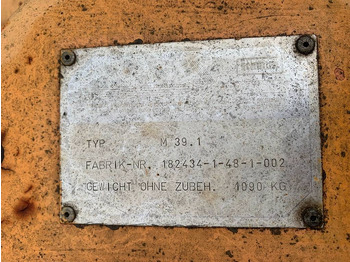 TYP M 39.1
FABRIK-NR. 182434-1-48-1-002
GEWICHT OHNE ZUBEH. 1090 KG